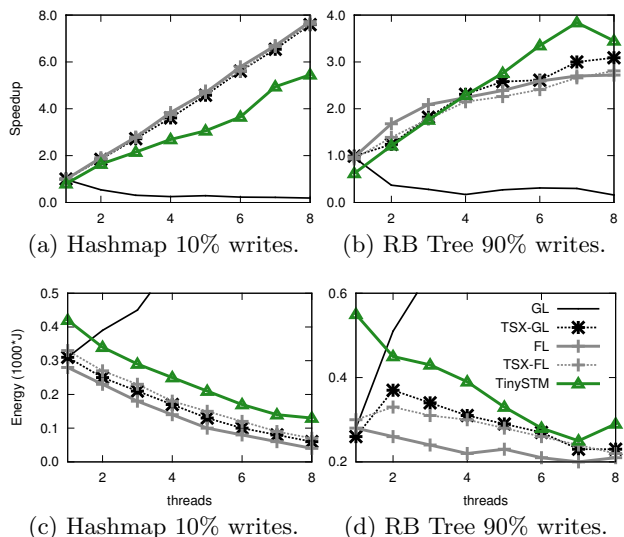 8.0
6.0
4.0
2.0
0.0
Speedup
2 4 6 8
(a) Hashmap 10% writes.
4.0
3.0
2.0
1.0
0.0
2 4 6 8
(b) RB Tree 90% writes.
0.5
0.4
0.3
0.2
0.1
0.0
Energy (1000*J)
2 4 6 8
threads
(c) Hashmap 10% writes.
0.6
0.4
0.2
GL
TSX-GL
FL
TSX-FL
TinySTM
2 4 6 8
threads
(d) RB Tree 90% writes.